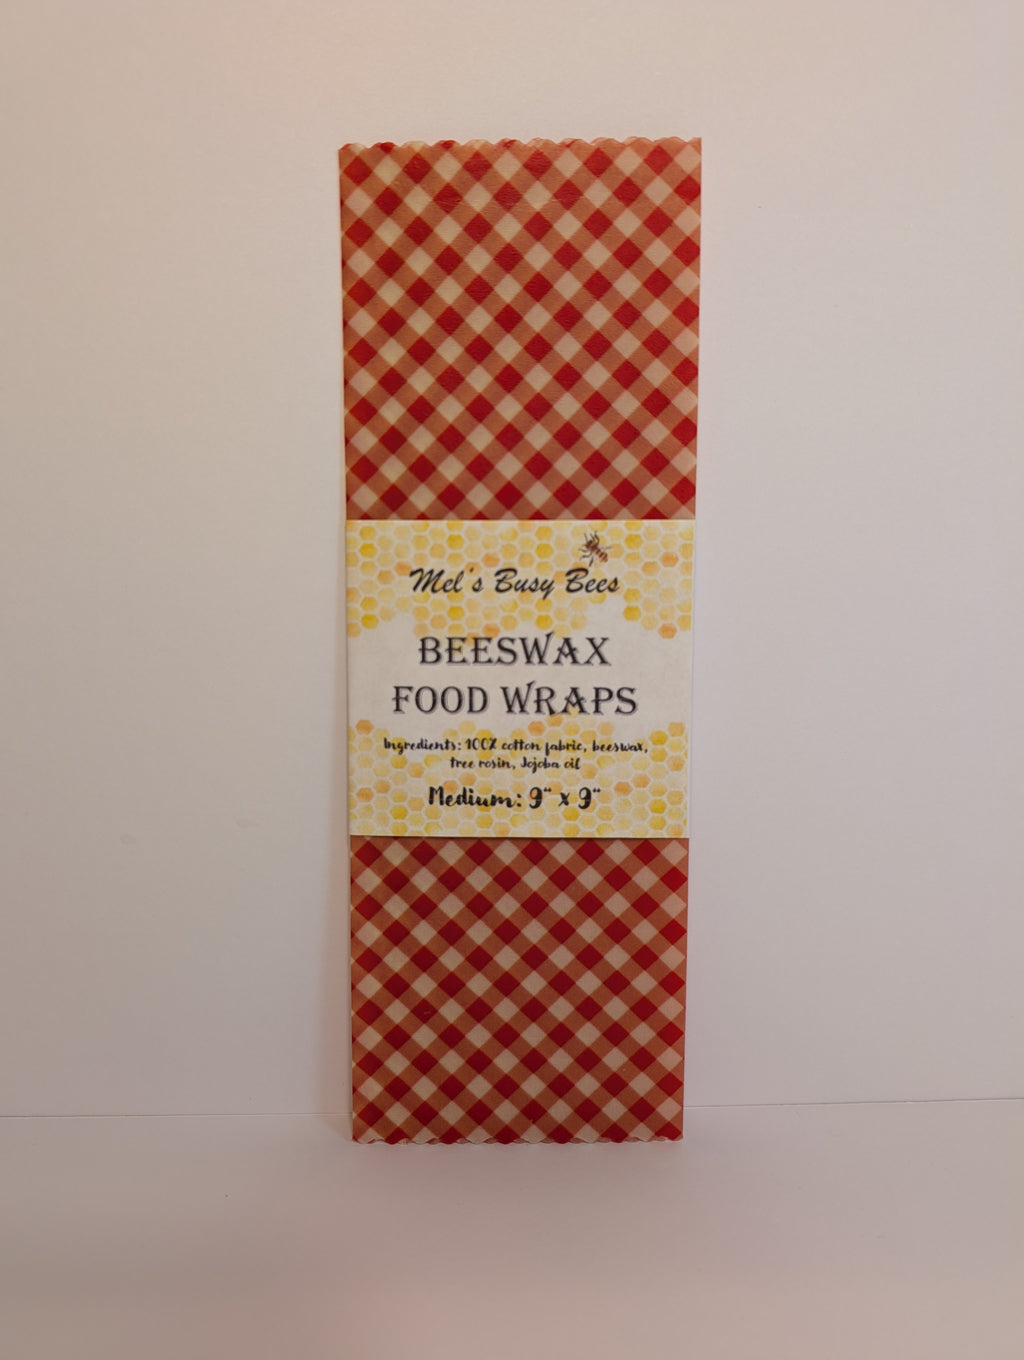 Mel's Busy Bees
BEESWAX
FOOD WRAPS
Ingredients: 100% cotton fabric, beeswax,
tree rosin, Jojoba oil
Medium: 9" x 9"